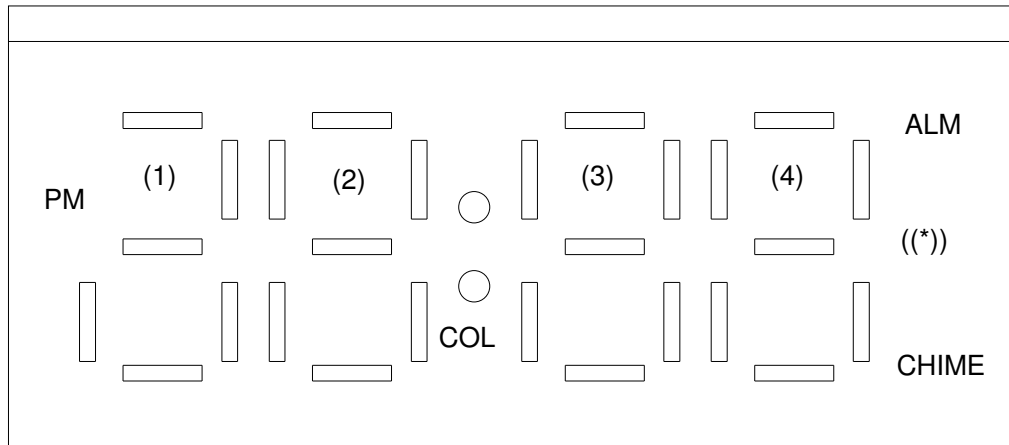 ALM
(1)
(2)
(3)
(4)
PM
((*))
COL
CHIME